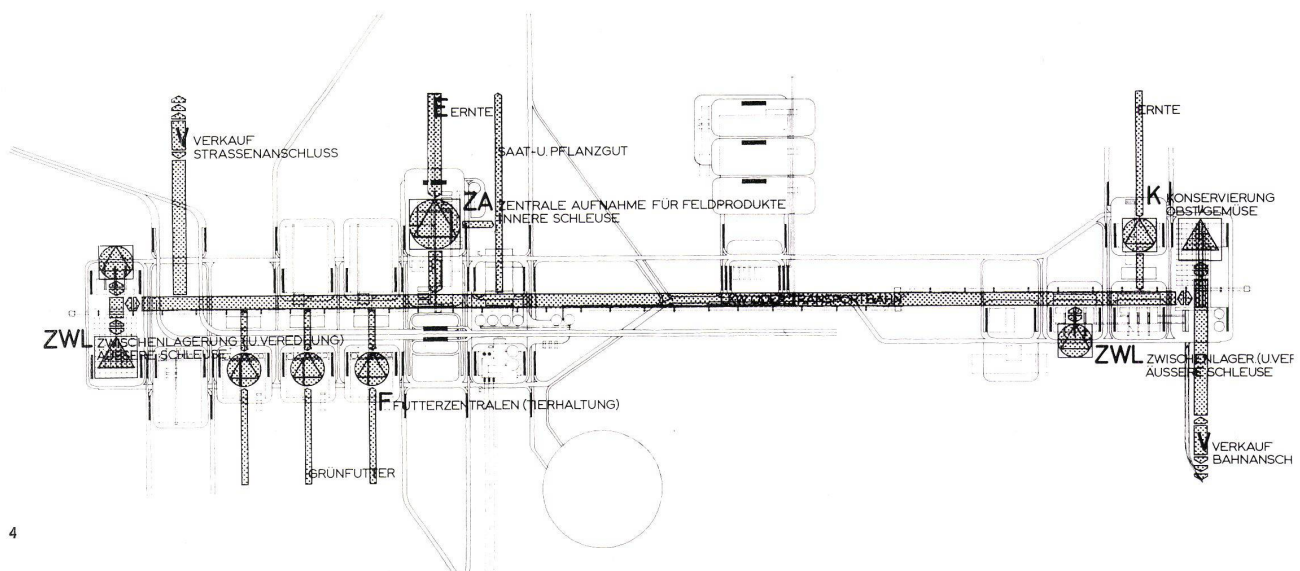 E ERNTE
ERNTE
V VERKAUF
STRASSENANSCHLUSS
SAAT-U. PFLANZGUT
ZA ZENTRALE AUFNAHME FÜR FELDPRODUKTE
INNERE SCHLEUSE
K KONSERVIERUNG
OBST GEMÜSE
TRANSPORTBAHN
ZWL ZWISCHENLAGERUNG (U. VEREDLUNG)
ÄUSSERE SCHLEUSE
ZWL ZWISCHENLAGER. (U. VER
ÄUSSERE SCHLEUSE
F FUTTERZENTRALEN (TIERHALTUNG)
V VERKAUF
BAHNANSCH
GRÜNFUTTER
4